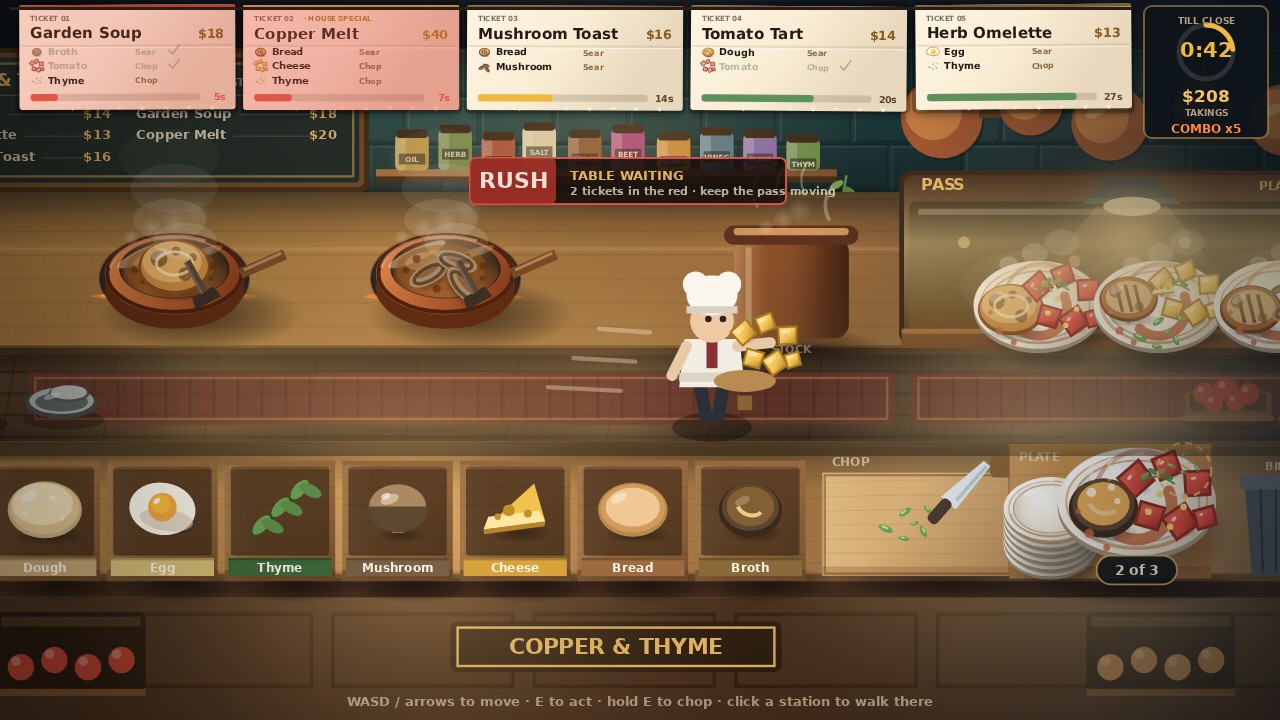 TICKET 01
Garden Soup $18
Broth Sear
Tomato Chop
Thyme Chop
5s
TICKET 02 · HOUSE SPECIAL
Copper Melt $40
Bread Sear
Cheese Chop
Thyme Chop
7s
TICKET 03
Mushroom Toast $16
Bread Sear
Mushroom Sear
14s
TICKET 04
Tomato Tart $14
Dough Sear
Tomato Chop
20s
TICKET 05
Herb Omelette $13
Egg Sear
Thyme Chop
27s
TILL CLOSE
0:42
$208
TAKINGS
COMBO x5
&
$14 Garden Soup $18
tte $13 Copper Melt $20
Toast $16
OIL
HERB
SALT
BEET
THYM
RUSH
TABLE WAITING
2 tickets in the red · keep the pass moving
PASS
PLA
STOCK
CHOP
PLATE
BI
Dough
Egg
Thyme
Mushroom
Cheese
Bread
Broth
2 of 3
COPPER & THYME
WASD / arrows to move · E to act · hold E to chop · click a station to walk there